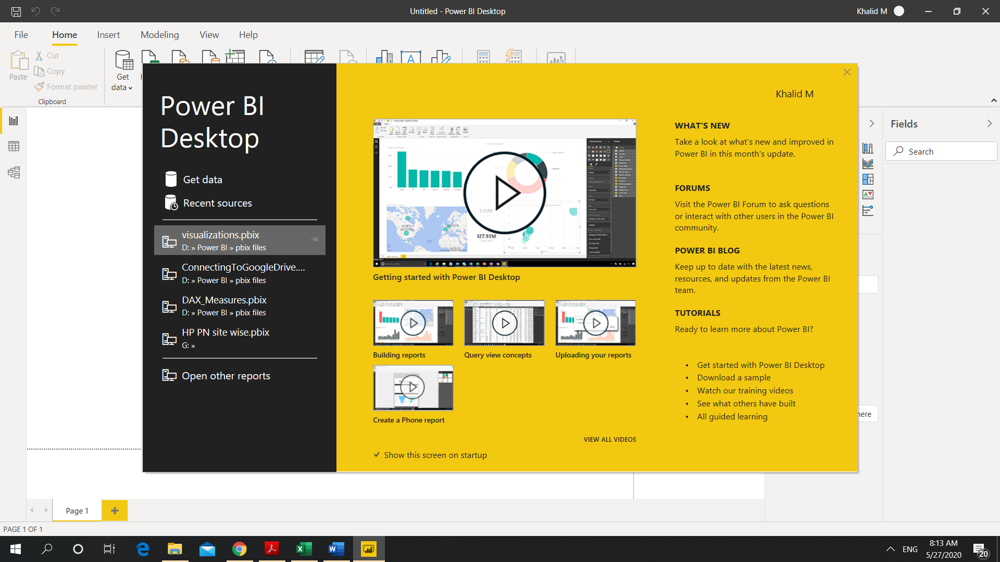 Untitled - Power BI Desktop
Khalid M
File
Home
Insert
Modeling
View
Help
Paste
Cut
Copy
Format painter
Clipboard
Get
data
Power BI
Desktop
Get data
Recent sources
visualizations.pbix
D: » Power BI » pbix files
ConnectingToGoogleDrive....
D: » Power BI » pbix files
DAX_Measures.pbix
D: » Power BI » pbix files
HP PN site wise.pbix
G: »
Open other reports
Khalid M
1.13M
127.93M
Getting started with Power BI Desktop
Building reports
Query view concepts
Uploading your reports
Create a Phone report
VIEW ALL VIDEOS
Show this screen on startup
WHAT'S NEW
Take a look at what's new and improved in
Power BI in this month's update.
FORUMS
Visit the Power BI Forum to ask questions
or interact with other users in the Power BI
community.
POWER BI BLOG
Keep up to date with the latest news,
resources, and updates from the Power BI
team.
TUTORIALS
Ready to learn more about Power BI?
• Get started with Power BI Desktop
• Download a sample
• Watch our training videos
• See what others have built
• All guided learning
Fields
Search
here
Page 1
PAGE 1 OF 1
ENG
8:13 AM
5/27/2020
20